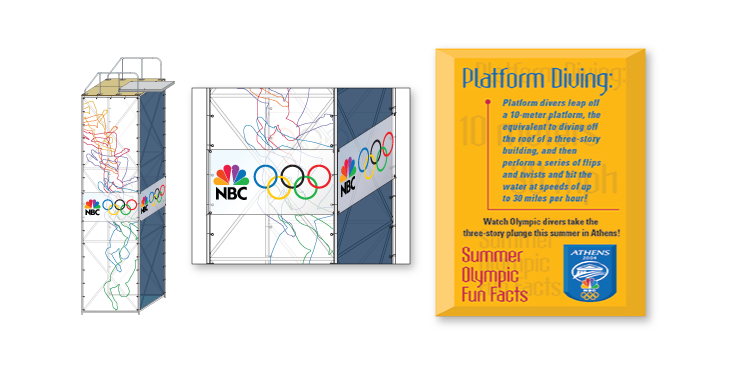 NBC
NBC
NBC
NBC
Platform Diving:
Platform divers leap off
a 10-meter platform, the
equivalent to diving off
the roof of a three-story
building, and then
perform a series of flips
and twists and hit the
water at speeds of up
to 30 miles per hour!
Watch Olympic divers take the
three-story plunge this summer in Athens!
Summer
Olympic
Fun Facts
ATHENS
2004